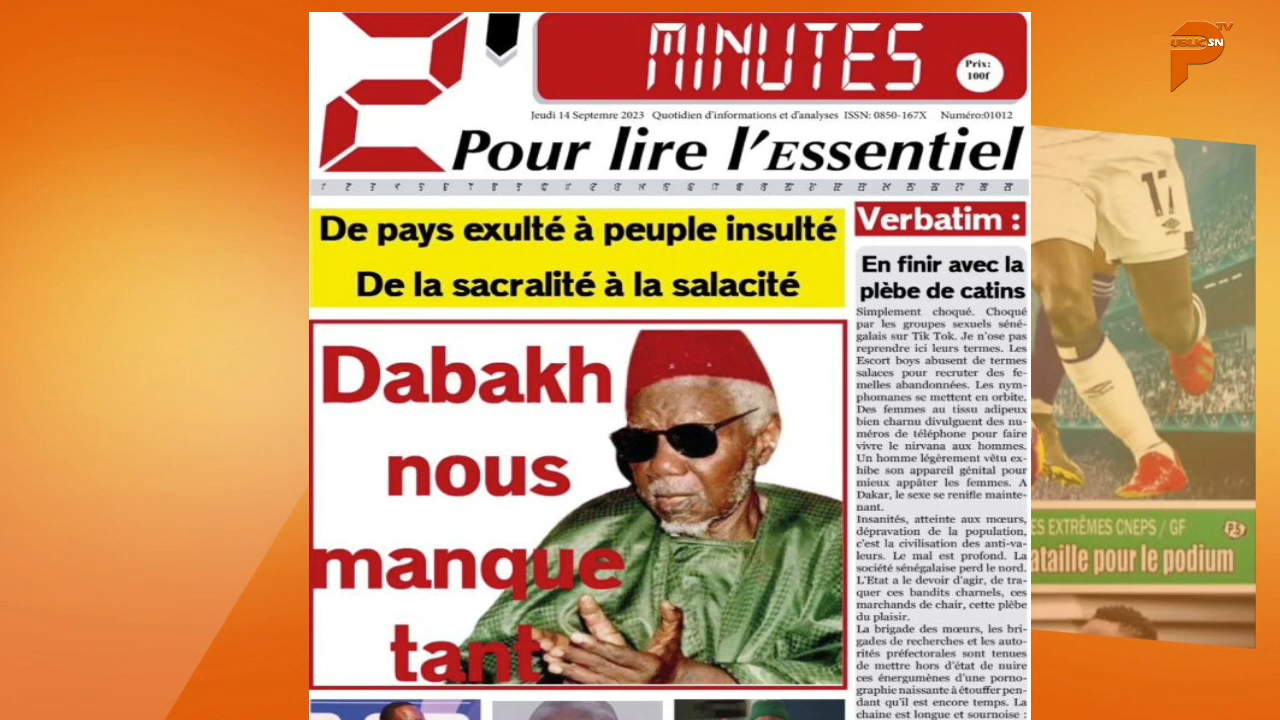 2'
MINUTES
Prix:
100f
Jeudi 14 Septemre 2023 Quotidien d'informations et d'analyses ISSN: 0850-167X Numéro:01012
Pour lire l'Essentiel
De pays exulté à peuple insulté
De la sacralité à la salacité
Dabakh
nous
manque
tant
Verbatim :
En finir avec la
plèbe de catins
Simplement choqué. Choqué
par les groupes sexuels séné-
galais sur Tik Tok. Je n'ose pas
reprendre ici leurs termes. Les
Escort boys abusent de termes
salaces pour recruter des fe-
melles abandonnées. Les nym-
phomanes se mettent en orbite.
Des femmes au tissu adipeux
bien charnu divulguent des nu-
méros de téléphone pour faire
vivre le nirvana aux hommes.
Un homme légèrement vêtu ex-
hibe son appareil génital pour
mieux appâter les femmes. A
Dakar, le sexe se renifle mainte-
nant.
Insanités, atteinte aux mœurs,
dépravation de la population,
c'est la civilisation des anti-va-
leurs. Le mal est profond. La
société sénégalaise perd le nord.
L'Etat a le devoir d'agir, de tra-
quer ces bandits charnels, ces
marchands de chair, cette plèbe
du plaisir.
La brigade des mœurs, les bri-
gades de recherches et les auto-
rités préfectorales sont tenues
de mettre hors d'état de nuire
ces énergumènes d'une porno-
graphie naissante à étouffer pen-
dant qu'il est encore temps. La
chaine est longue et sournoise :
PUBLIC SN TV
17
ES EXTRÊMES CNEPS / GF
P.5
ataille pour le podium